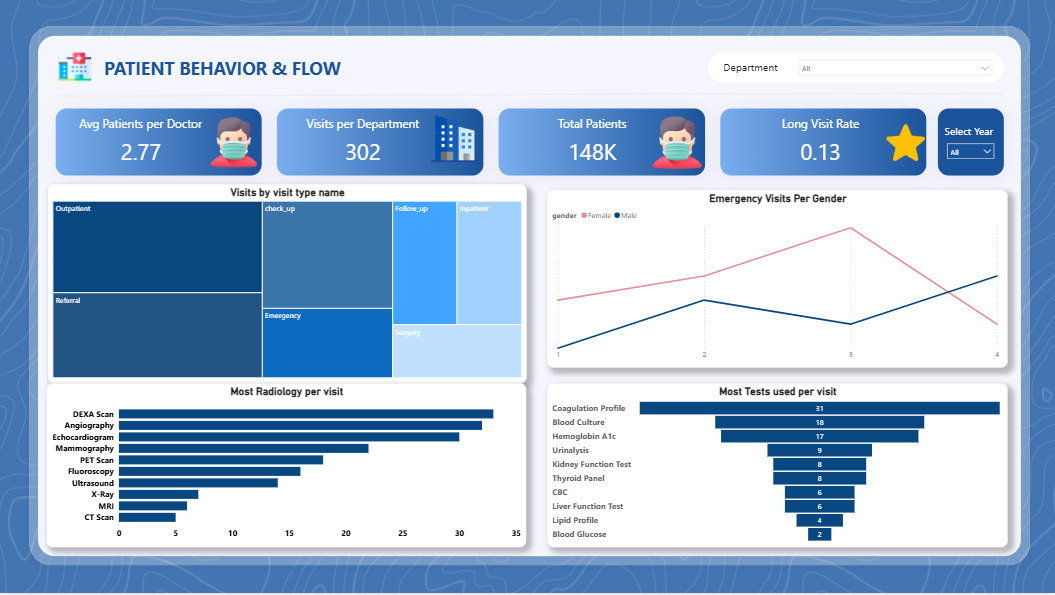 PATIENT BEHAVIOR & FLOW
Department
All
Avg Patients per Doctor
2.77
Visits per Department
302
Total Patients
148K
Long Visit Rate
0.13
Select Year
All
Visits by visit type name
Outpatient
Referral
check_up
Emergency
Follow_up
Inpatient
Surgery
Emergency Visits Per Gender
gender Female Male
1 2 3 4
Most Radiology per visit
DEXA Scan
Angiography
Echocardiogram
Mammography
PET Scan
Fluoroscopy
Ultrasound
X-Ray
MRI
CT Scan
0 5 10 15 20 25 30 35
Most Tests used per visit
Coagulation Profile 31
Blood Culture 18
Hemoglobin A1c 17
Urinalysis 9
Kidney Function Test 8
Thyroid Panel 8
CBC 6
Liver Function Test 6
Lipid Profile 4
Blood Glucose 2